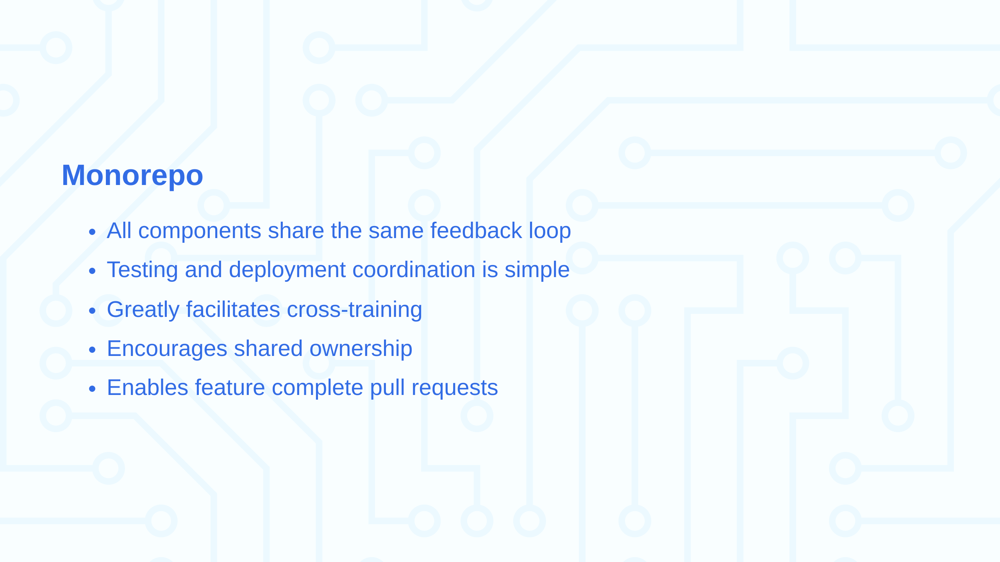 Monorepo
• All components share the same feedback loop
• Testing and deployment coordination is simple
• Greatly facilitates cross-training
• Encourages shared ownership
• Enables feature complete pull requests